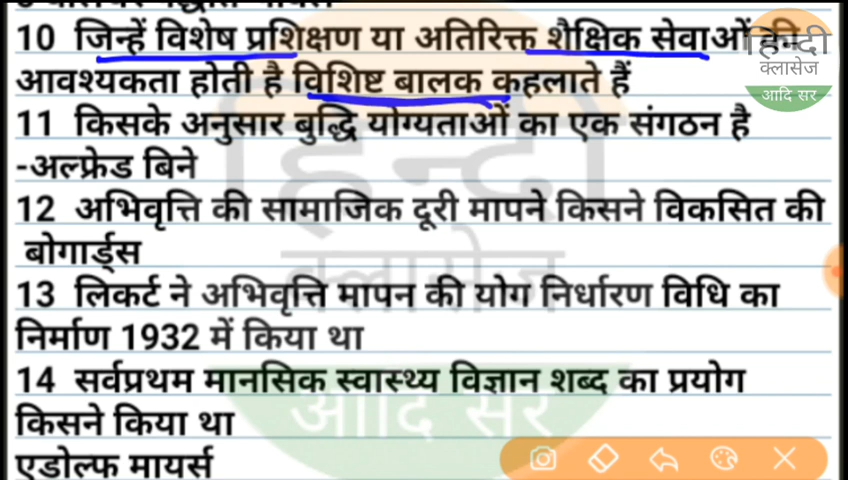 10 जिन्हें विशेष प्रशिक्षण या अतिरिक्त शैक्षिक सेवाओं की
आवश्यकता होती है विशिष्ट बालक कहलाते हैं
11 किसके अनुसार बुद्धि योग्यताओं का एक संगठन है
-अल्फ्रेड बिने
12 अभिवृत्ति की सामाजिक दूरी मापने किसने विकसित की
बोगार्ड्स
13 लिकर्ट ने अभिवृत्ति मापन की योग निर्धारण विधि का
निर्माण 1932 में किया था
14 सर्वप्रथम मानसिक स्वास्थ्य विज्ञान शब्द का प्रयोग
किसने किया था
एडोल्फ मायर्स
हिन्दी
क्लासेज
आदि सर
हिन्दी
क्लासेज
आदि सर